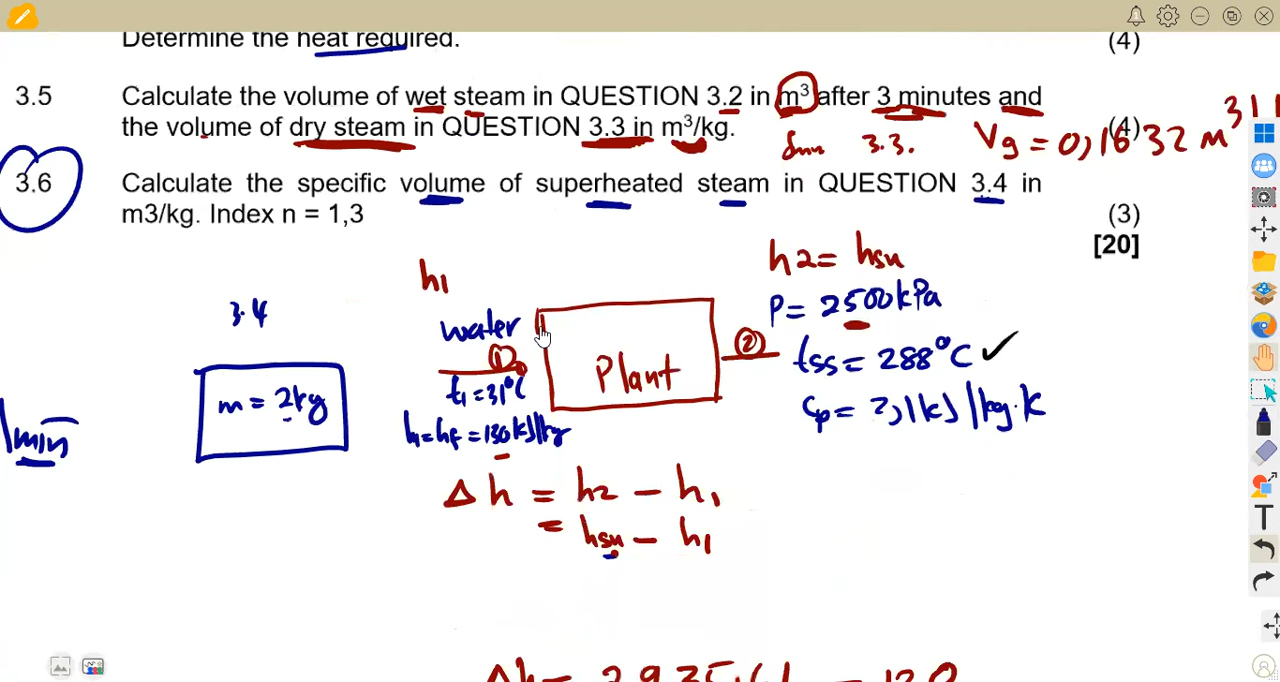 Determine the heat required.
(4)
3.5 Calculate the volume of wet steam in QUESTION 3.2 in m³ after 3 minutes and
the volume of dry steam in QUESTION 3.3 in m³/kg.
(4)
3.3. Vg = 0,1632 m³
3.6 Calculate the specific volume of superheated steam in QUESTION 3.4 in
m3/kg. Index n = 1,3
(3)
[20]
h1
h2 = hsu
3.4
water
P = 2500 kPa
①
Plant
②
tss = 288°C ✓
m = 2kg
t₁ = 31°C
h₁ = hf = 130 kJ/kg
Cp = 2,1 kJ/kg.K
/min
Δh = h2 − h₁
= hsu − h₁
T